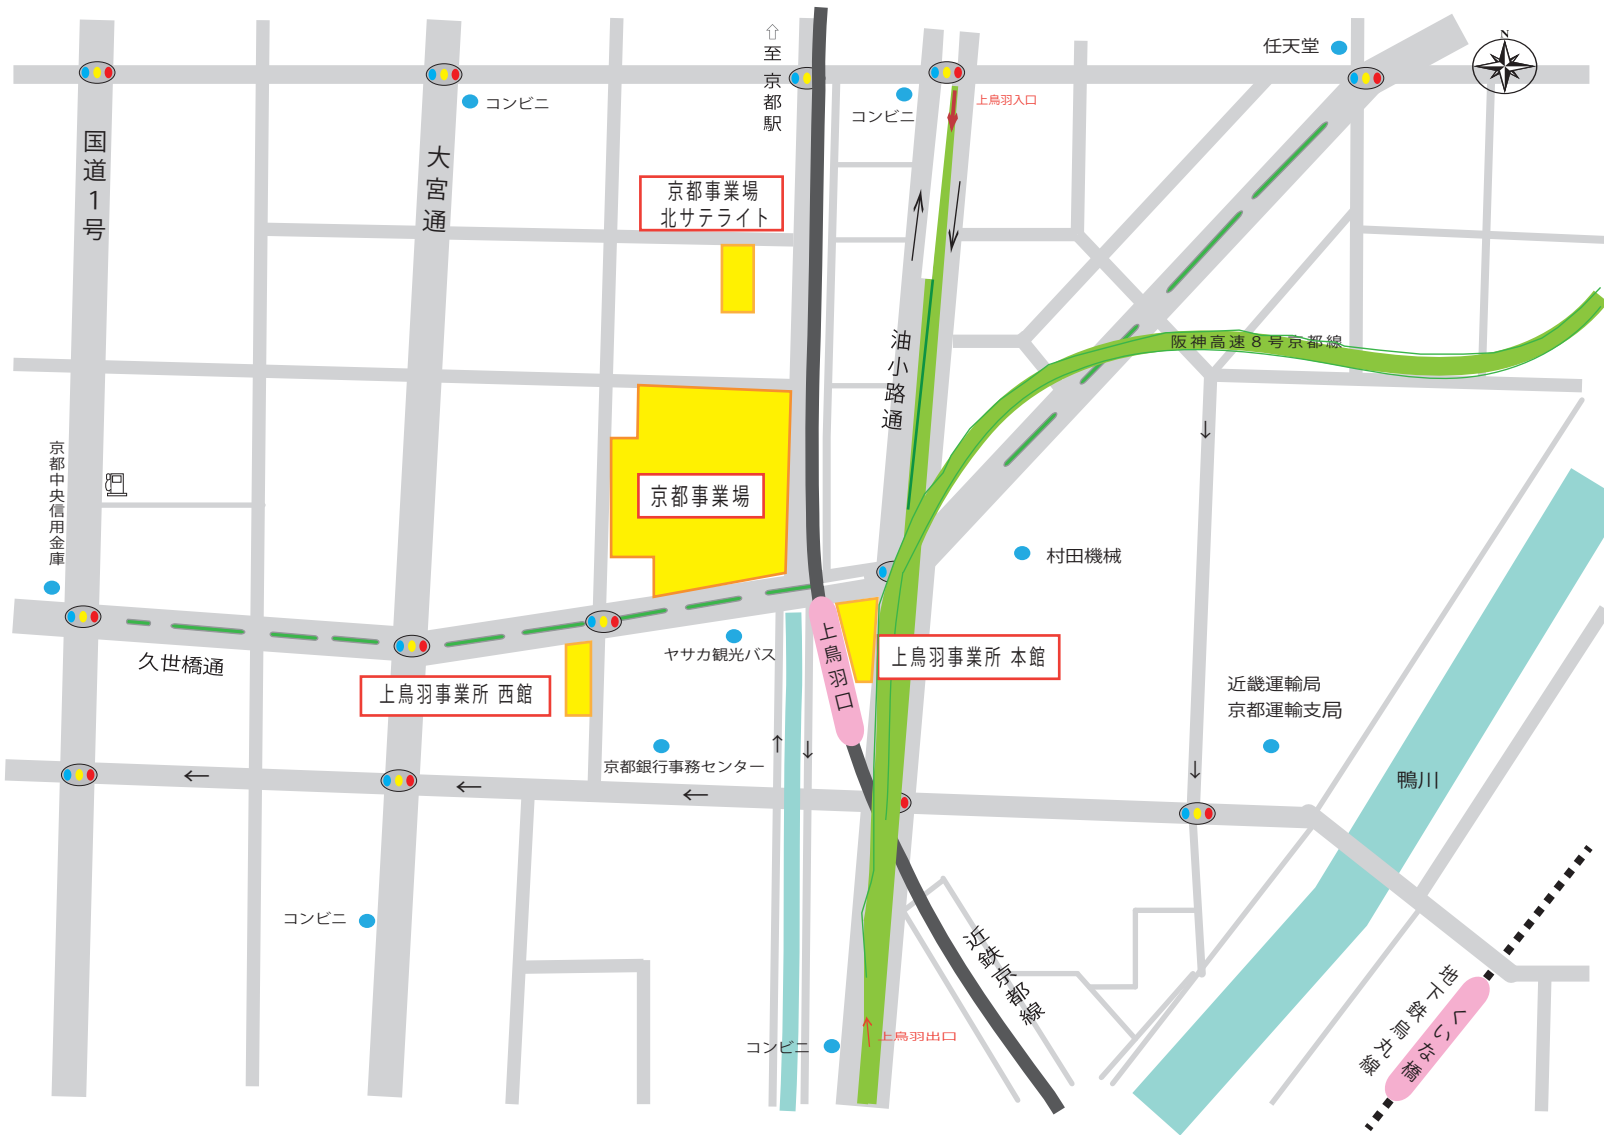 N
⇧
至
京都駅
任天堂
コンビニ
コンビニ
上鳥羽入口
国道1号
大宮通
京都事業場
北サテライト
油小路通
阪神高速8号京都線
京都中央信用金庫
京都事業場
村田機械
久世橋通
ヤサカ観光バス
上鳥羽口
上鳥羽事業所 本館
上鳥羽事業所 西館
近畿運輸局
京都運輸支局
京都銀行事務センター
鴨川
コンビニ
近鉄京都線
コンビニ
上鳥羽出口
くいな橋
地下鉄烏丸線